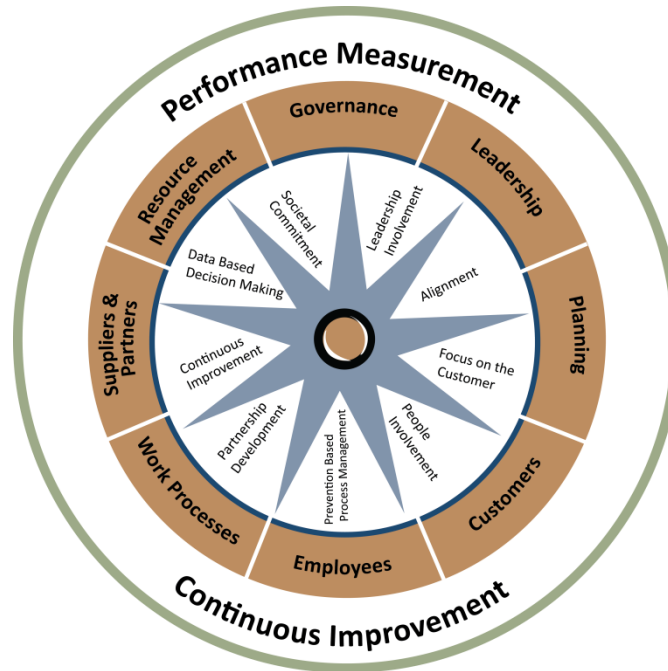 Performance Measurement
Governance
Leadership
Planning
Customers
Employees
Work Processes
Suppliers &
Partners
Resource
Management
Leadership
Involvement
Alignment
Focus on the
Customer
People
Involvement
Prevention Based
Process Management
Partnership
Development
Continuous
Improvement
Data Based
Decision Making
Societal
Commitment
Continuous Improvement